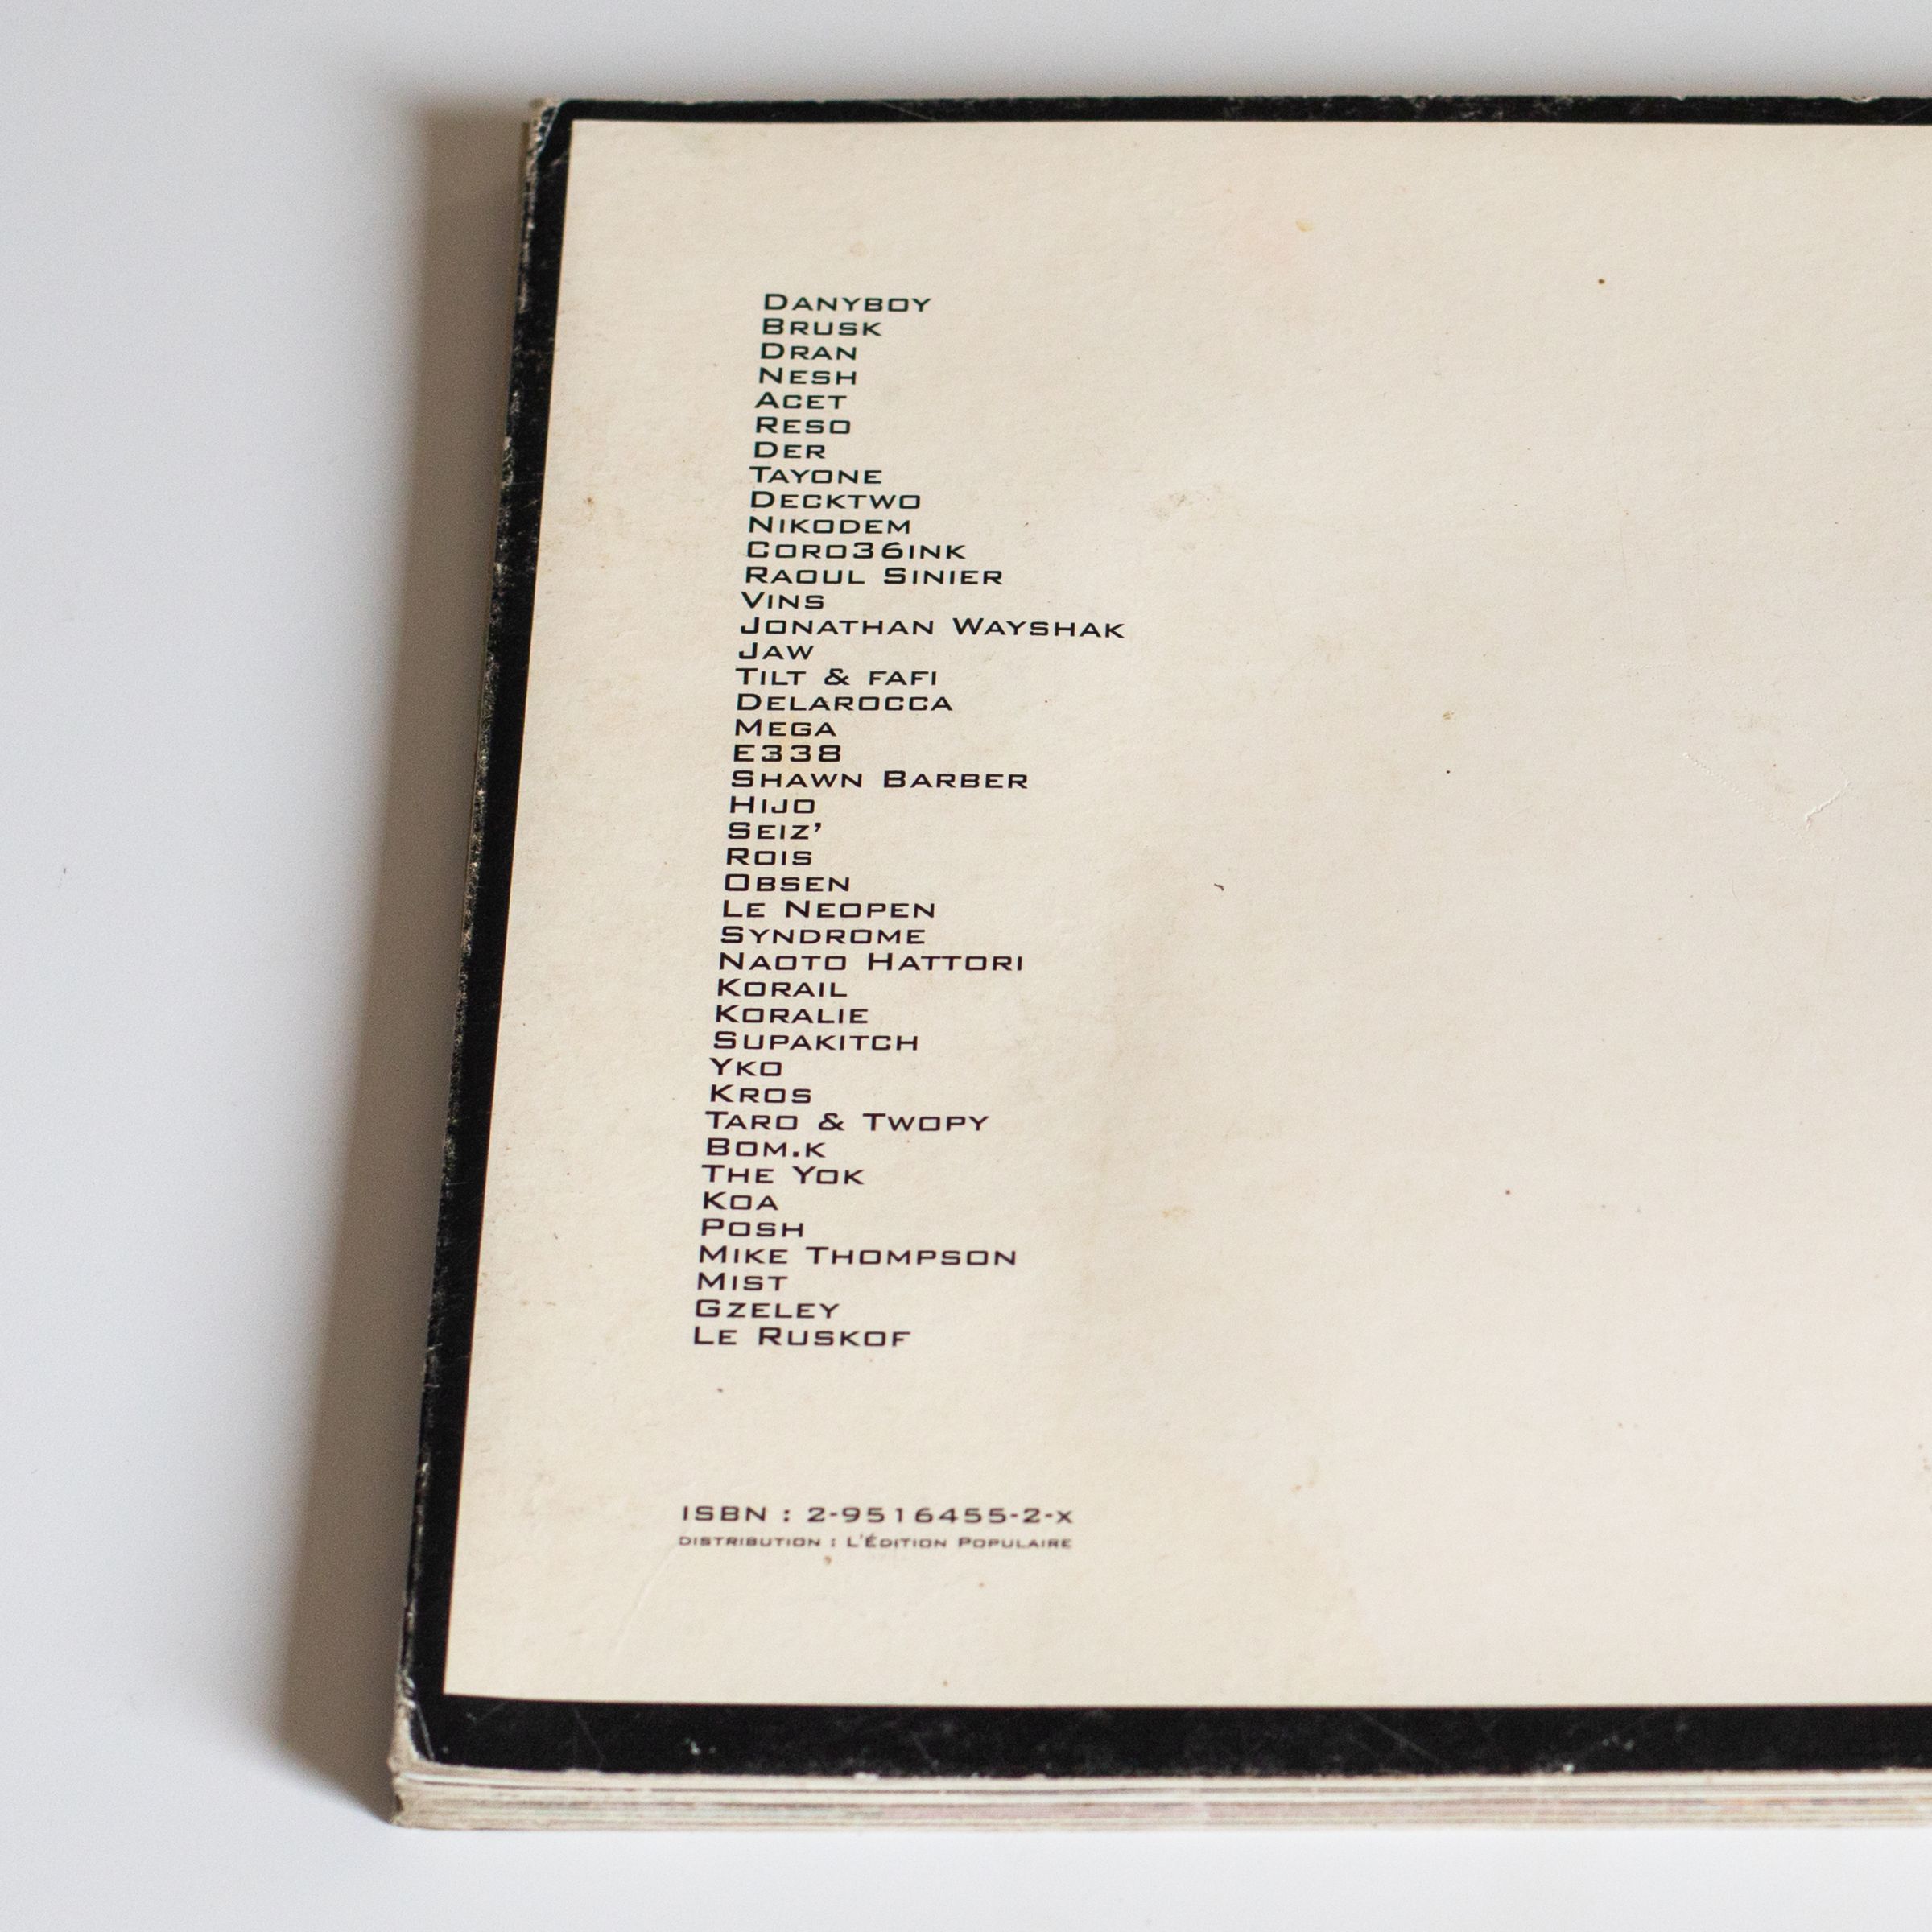 Danyboy
Brusk
Dran
Nesh
Acet
Reso
Der
Tayone
Decktwo
Nikodem
Coro36ink
Raoul Sinier
Vins
Jonathan Wayshak
Jaw
Tilt & fafi
Delarocca
Mega
E338
Shawn Barber
Hijo
Seiz’
Rois
Obsen
Le Neopen
Syndrome
Naoto Hattori
Korail
Koralie
Supakitch
Yko
Kros
Taro & Twopy
Bom.k
The Yok
Koa
Posh
Mike Thompson
Mist
Gzeley
Le Ruskof
ISBN : 2-9516455-2-x
distribution : L'Édition Populaire